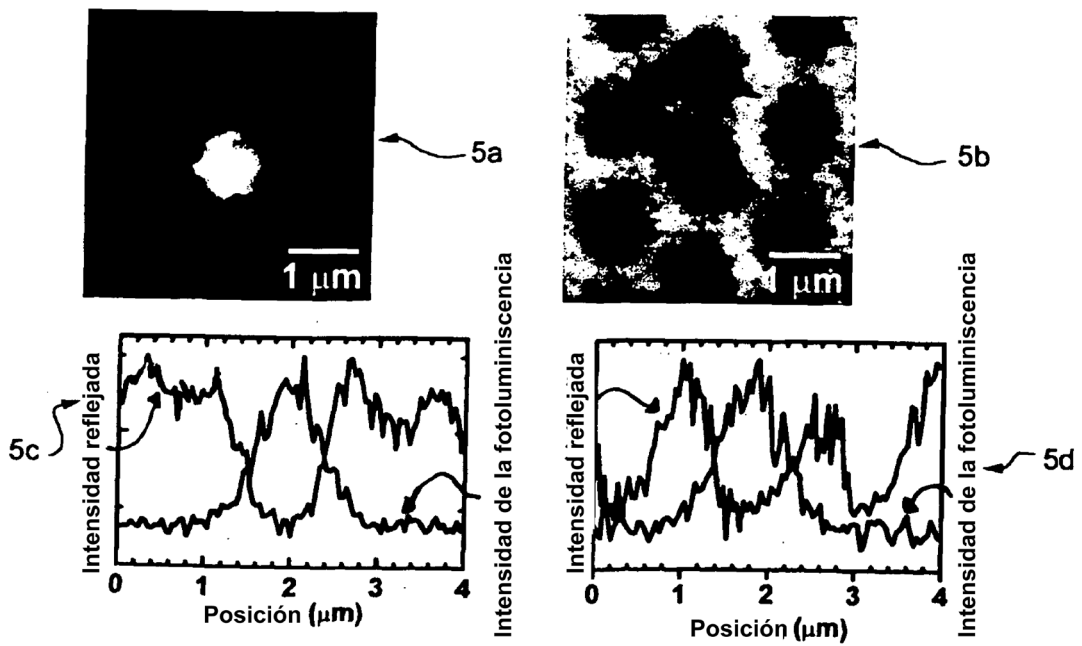 5a
1 μm
5b
1 μm
5c
Intensidad reflejada
Intensidad de la fotoluminiscencia
0 1 2 3 4
Posición (μm)
Intensidad reflejada
Intensidad de la fotoluminiscencia
5d
0 1 2 3 4
Posición (μm)